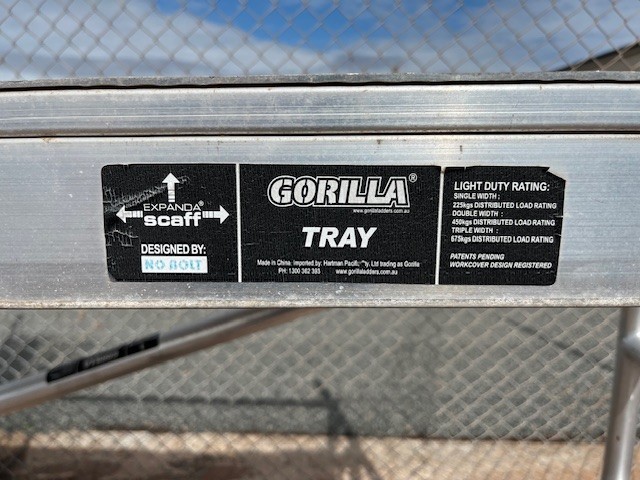 EXPANDA
scaff
DESIGNED BY:
NO BOLT
GORILLA®
www.gorillaladders.com.au
TRAY
Made in China. Imported by: Hartman Pacific Pty. Ltd trading as Gorilla
PH: 1300 362 383 www.gorillaladders.com.au
LIGHT DUTY RATING:
SINGLE WIDTH :
225kgs DISTRIBUTED LOAD RATING
DOUBLE WIDTH :
450kgs DISTRIBUTED LOAD RATING
TRIPLE WIDTH :
675kgs DISTRIBUTED LOAD RATING
PATENTS PENDING
WORKCOVER DESIGN REGISTERED